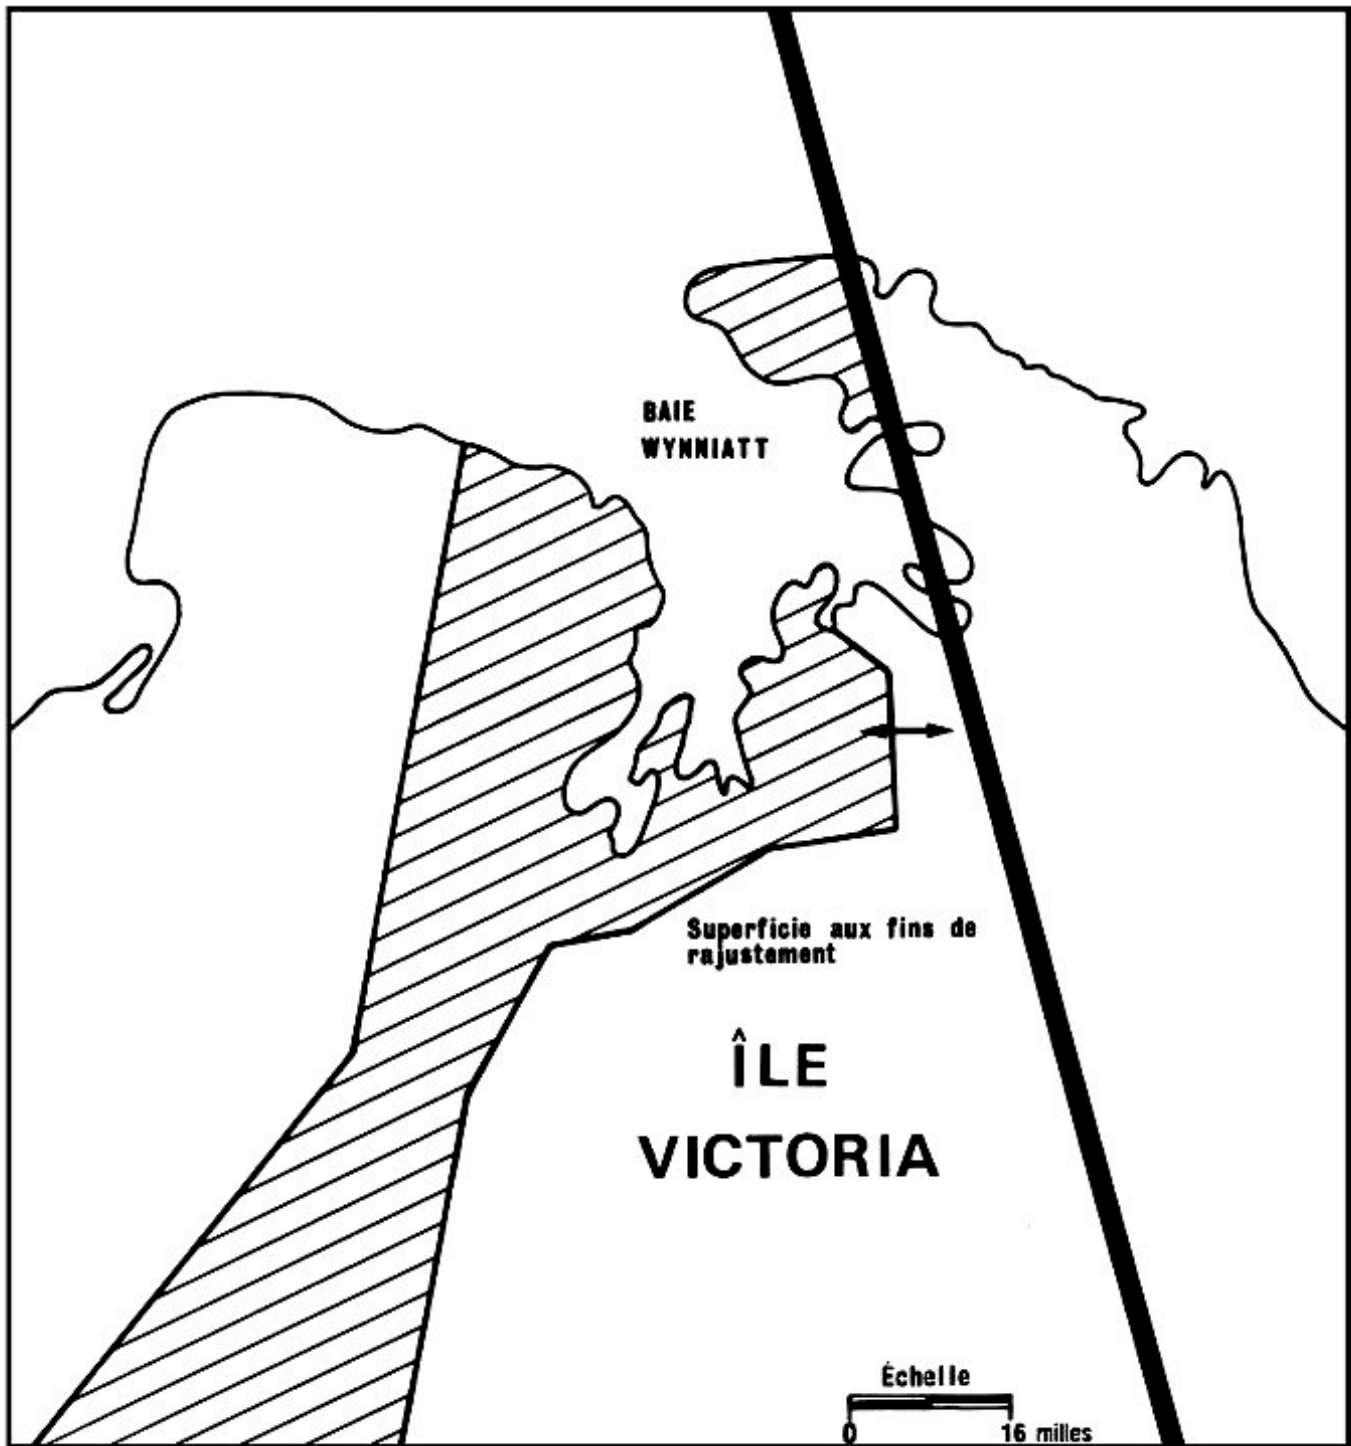 BAIE
WYNNIATT
Superficie aux fins de
rajustement
ÎLE
VICTORIA
Échelle
0 16 milles